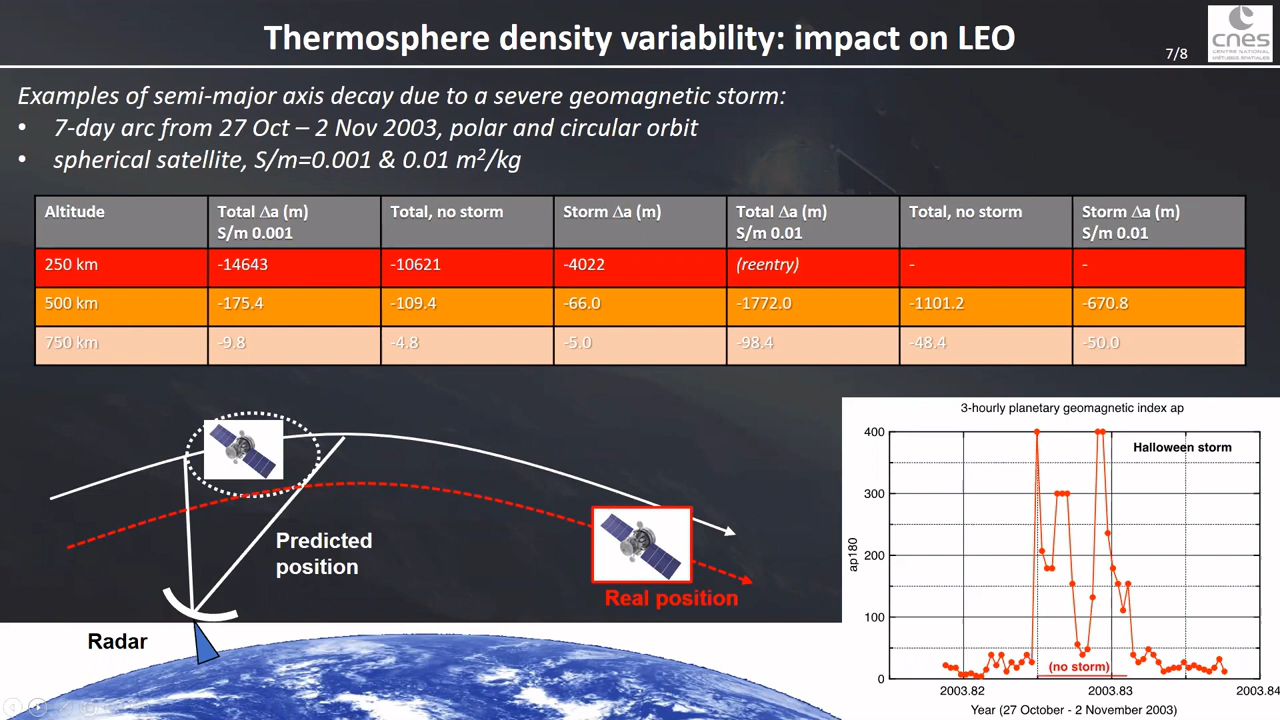 Thermosphere density variability: impact on LEO
7/8
cnes
CENTRE NATIONAL
D'ÉTUDES SPATIALES
Examples of semi-major axis decay due to a severe geomagnetic storm:
• 7-day arc from 27 Oct – 2 Nov 2003, polar and circular orbit
• spherical satellite, S/m=0.001 & 0.01 m²/kg
Altitude
Total Δa (m)
S/m 0.001
Total, no storm
Storm Δa (m)
Total Δa (m)
S/m 0.01
Total, no storm
Storm Δa (m)
S/m 0.01
250 km -14643 -10621 -4022 (reentry) - -
500 km -175.4 -109.4 -66.0 -1772.0 -1101.2 -670.8
750 km -9.8 -4.8 -5.0 -98.4 -48.4 -50.0
Predicted
position
Real position
Radar
3-hourly planetary geomagnetic index ap
Halloween storm
400
300
200
100
0
ap180
(no storm)
2003.82 2003.83 2003.84
Year (27 October - 2 November 2003)